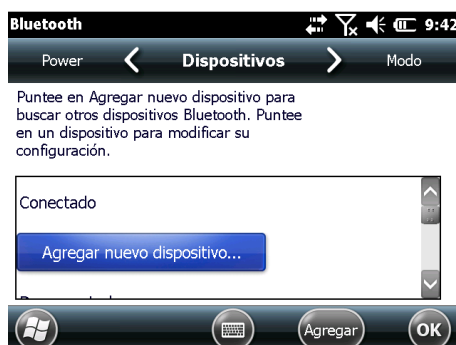 Bluetooth 9:42
Power Dispositivos Modo
Puntee en Agregar nuevo dispositivo para
buscar otros dispositivos Bluetooth. Puntee
en un dispositivo para modificar su
configuración.
Conectado
Agregar nuevo dispositivo...
Agregar OK